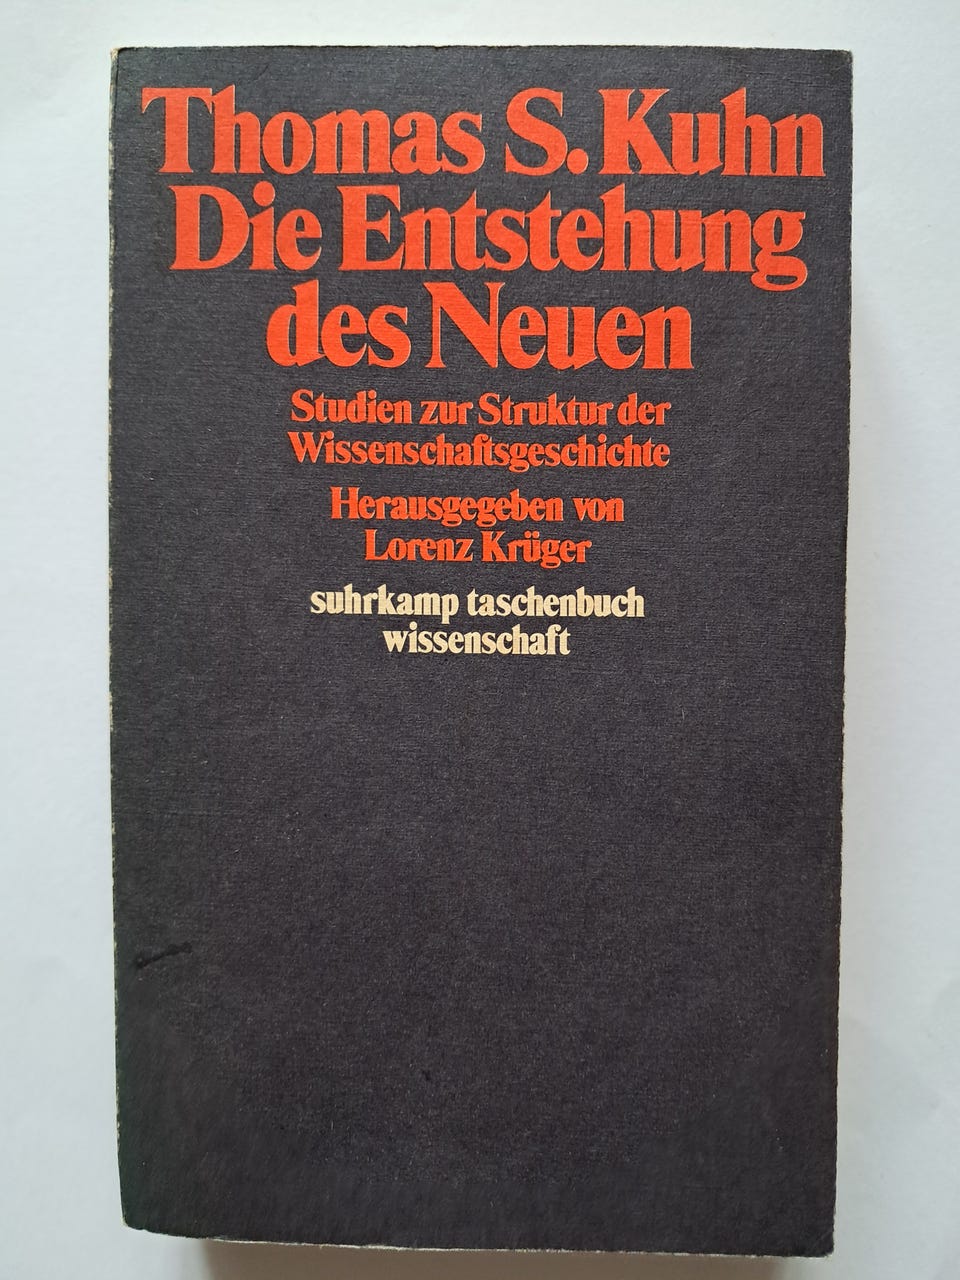 Thomas S. Kuhn
Die Entstehung
des Neuen
Studien zur Struktur der
Wissenschaftsgeschichte
Herausgegeben von
Lorenz Krüger
suhrkamp taschenbuch
wissenschaft